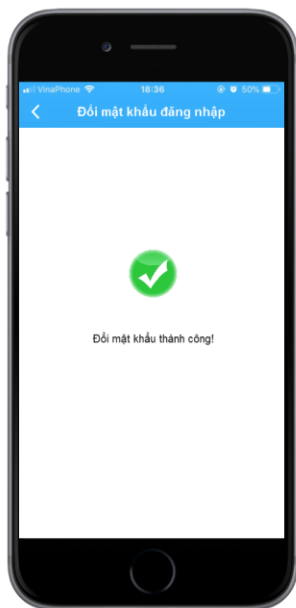 VinaPhone 18:36 50%
Đổi mật khẩu đăng nhập
Đổi mật khẩu thành công!